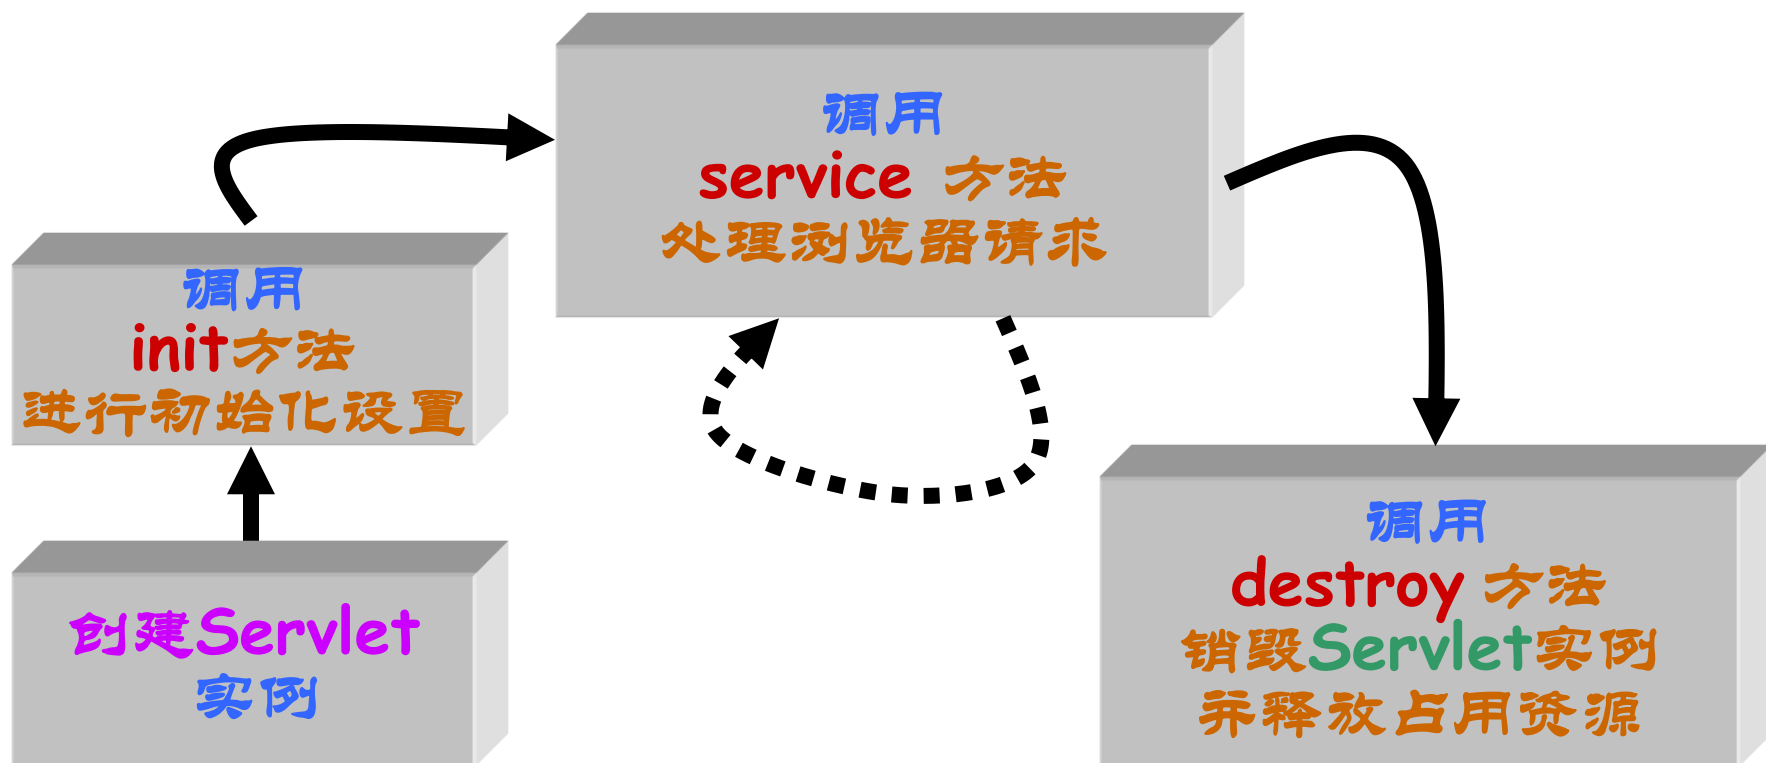 调用
service 方法
处理浏览器请求
调用
init方法
进行初始化设置
创建Servlet
实例
调用
destroy 方法
销毁Servlet实例
并释放占用资源